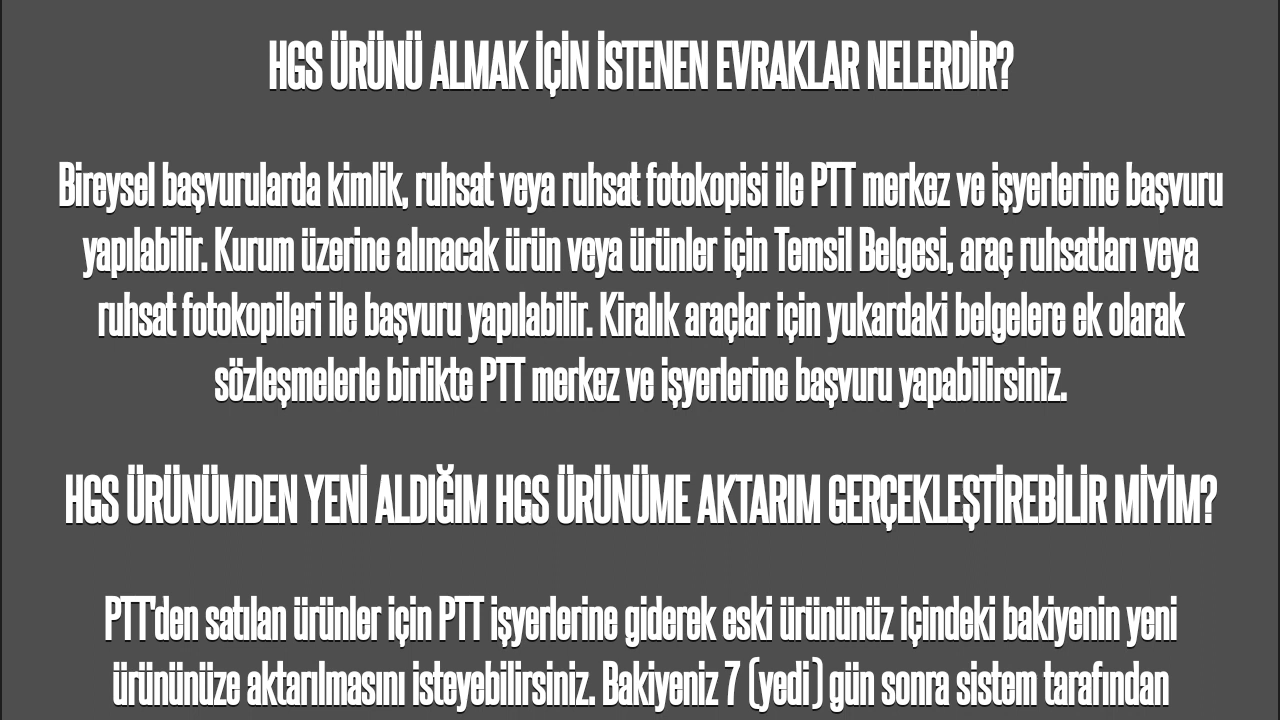 HGS ÜRÜNÜ ALMAK İÇİN İSTENEN EVRAKLAR NELERDİR?
Bireysel başvurularda kimlik, ruhsat veya ruhsat fotokopisi ile PTT merkez ve işyerlerine başvuru
yapılabilir. Kurum üzerine alınacak ürün veya ürünler için Temsil Belgesi, araç ruhsatları veya
ruhsat fotokopileri ile başvuru yapılabilir. Kiralık araçlar için yukardaki belgelere ek olarak
sözleşmelerle birlikte PTT merkez ve işyerlerine başvuru yapabilirsiniz.
HGS ÜRÜNÜMDEN YENİ ALDIĞIM HGS ÜRÜNÜME AKTARIM GERÇEKLEŞTİREBİLİR MİYİM?
PTT'den satılan ürünler için PTT işyerlerine giderek eski ürününüz içindeki bakiyenin yeni
ürününüze aktarılmasını isteyebilirsiniz. Bakiyeniz 7 (yedi) gün sonra sistem tarafından